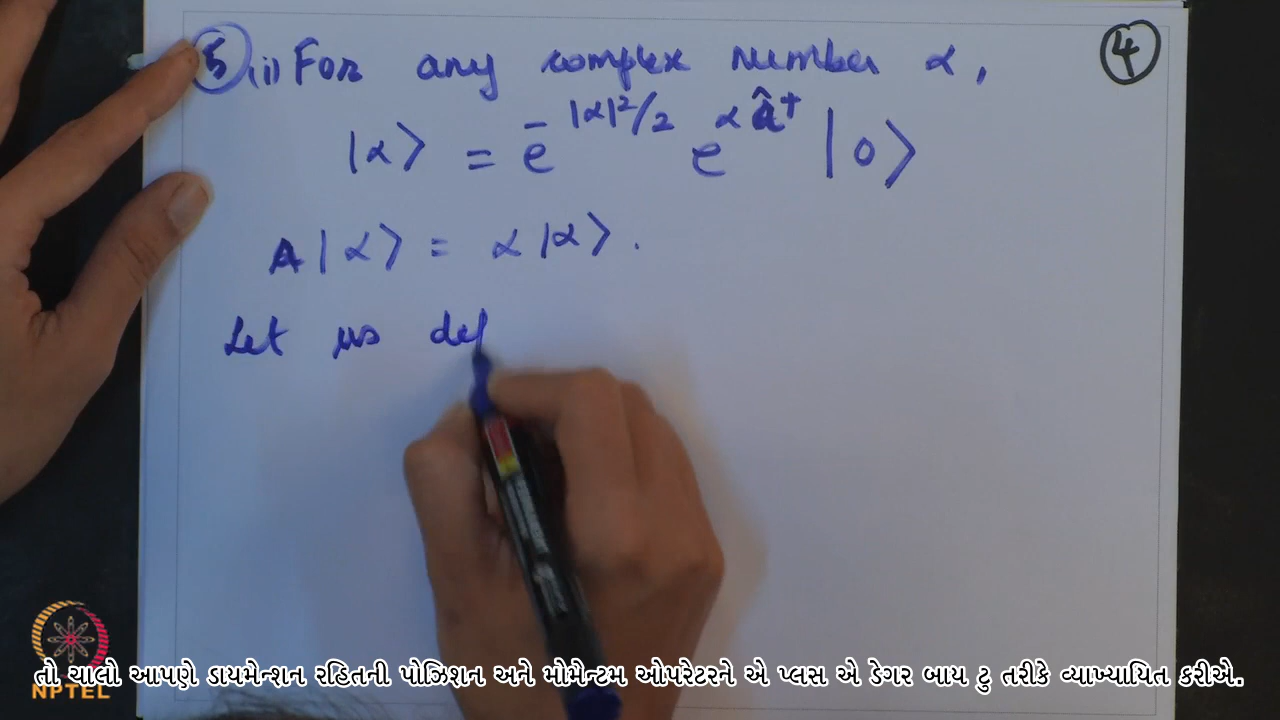 ⑤ (i) For any complex number α, ④
|α⟩ = e^{-|α|²/2} e^{α â†} |0⟩
A |α⟩ = α |α⟩ .
Let us def
NPTEL
તો ચાલો આપણે ડાયમેન્શન રહિતની પોઝિશન અને મોમેન્ટમ ઓપરેટરને એ પ્લસ એ ડેગર બાય ટુ તરીકે વ્યાખ્યાયિત કરીએ.